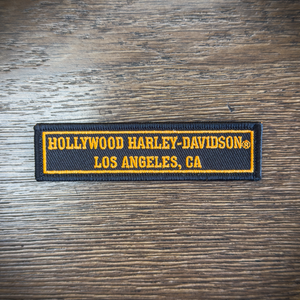 HOLLYWOOD HARLEY-DAVIDSON®
LOS ANGELES, CA